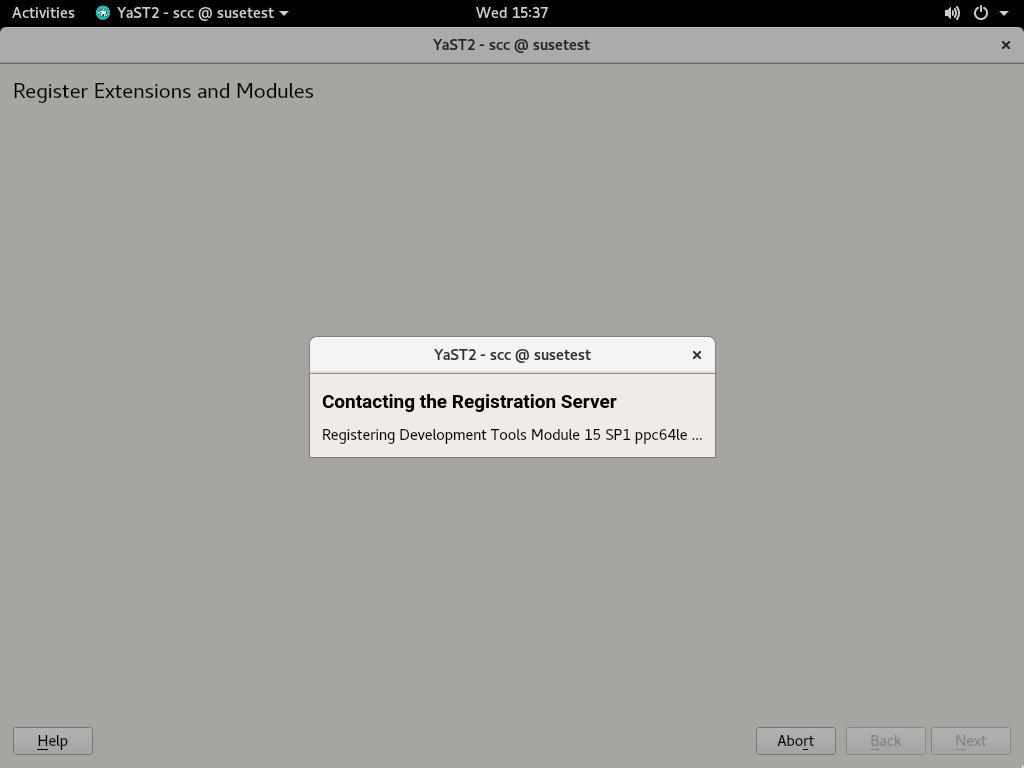 Activities YaST2 - scc @ susetest Wed 15:37
YaST2 - scc @ susetest
Register Extensions and Modules
YaST2 - scc @ susetest
Contacting the Registration Server
Registering Development Tools Module 15 SP1 ppc64le ...
Help Abort Back Next